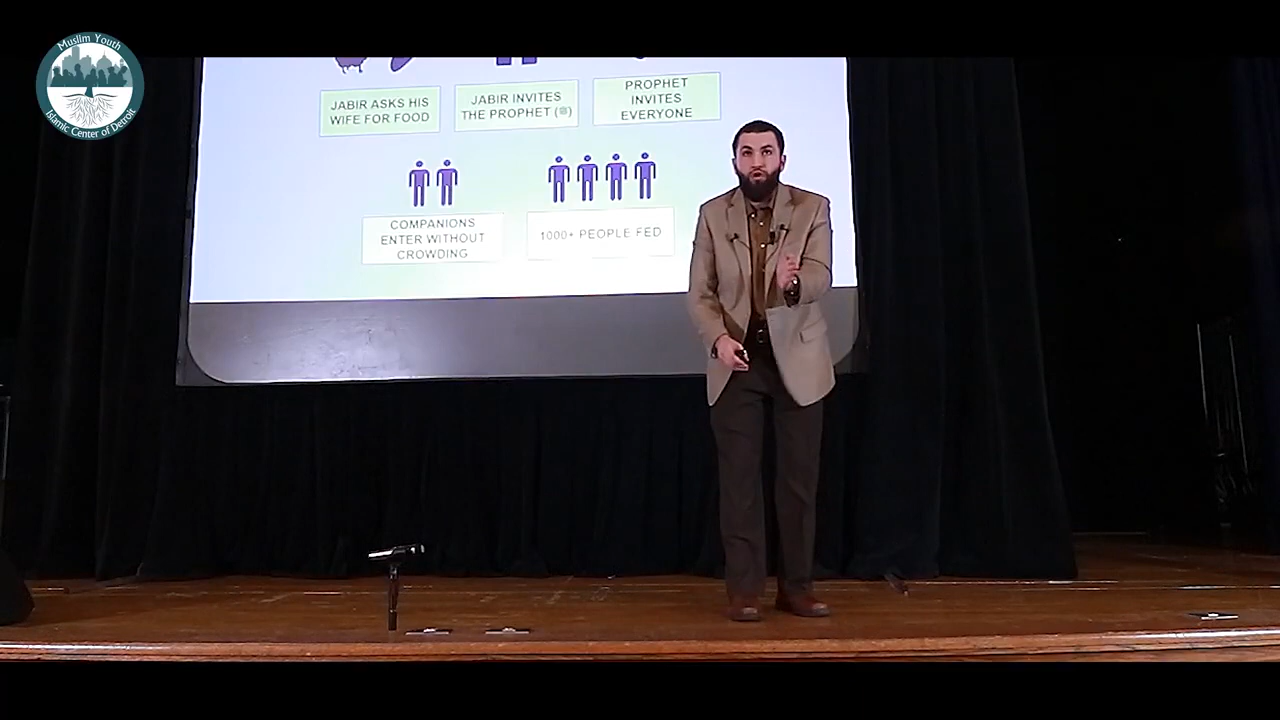 Muslim Youth
Islamic Center of Detroit
JABIR ASKS HIS
WIFE FOR FOOD
JABIR INVITES
THE PROPHET (ﷺ)
PROPHET
INVITES
EVERYONE
COMPANIONS
ENTER WITHOUT
CROWDING
1000+ PEOPLE FED